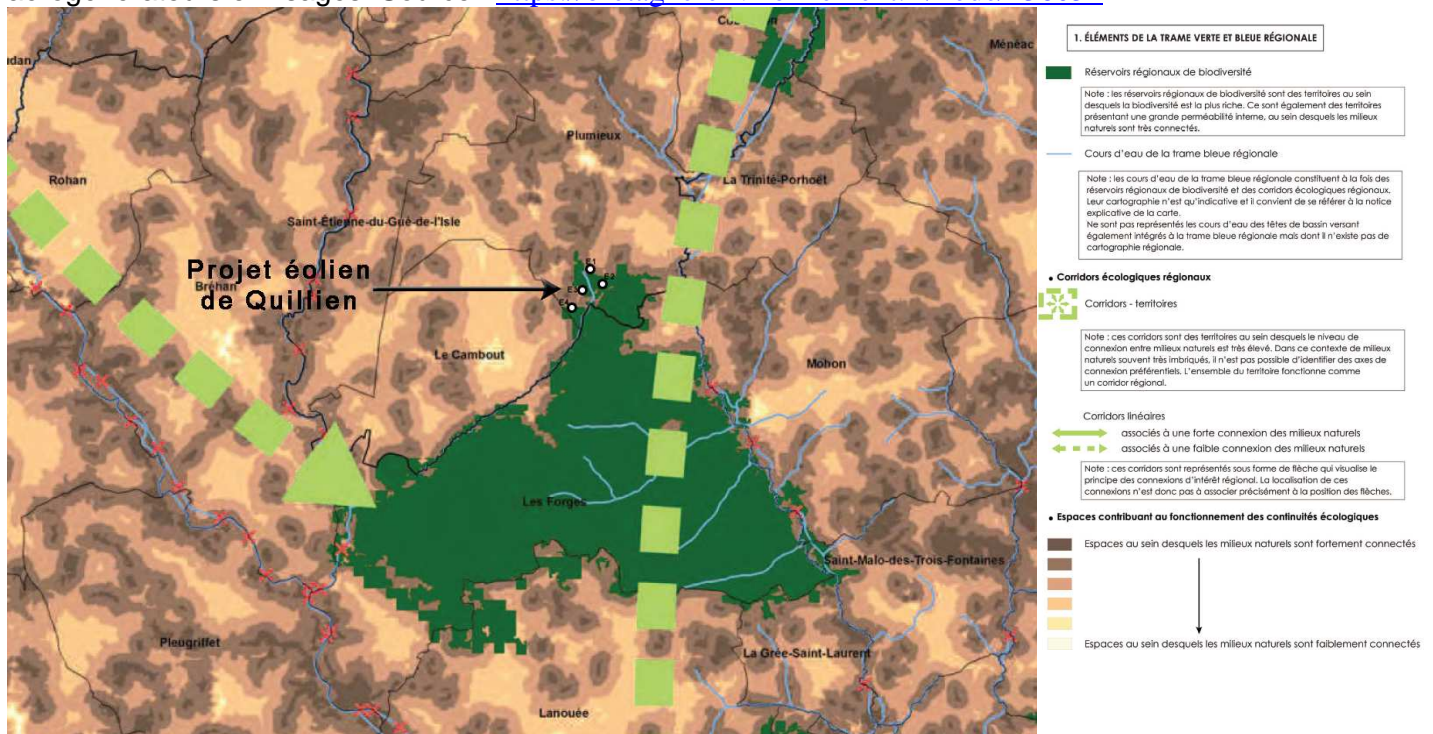 Ménéac
Plumieux
Rohan
La Trinité-Porhoët
Saint-Étienne-du-Gué-de-l'Isle
Projet éolien
de Quillien
Bréhan
E1
E2
E3
E4
Le Cambout
Mohon
Les Forges
Saint-Malo-des-Trois-Fontaines
Pleugriffet
La Grée-Saint-Laurent
Lanouée
1. ÉLÉMENTS DE LA TRAME VERTE ET BLEUE RÉGIONALE
Réservoirs régionaux de biodiversité
Note : les réservoirs régionaux de biodiversité sont des territoires au sein
desquels la biodiversité est la plus riche. Ce sont également des territoires
présentant une grande perméabilité interne, au sein desquels les milieux
naturels sont très connectés.
Cours d'eau de la trame bleue régionale
Note : les cours d'eau de la trame bleue régionale constituent à la fois des
réservoirs régionaux de biodiversité et des corridors écologiques régionaux.
Leur cartographie n'est qu'indicative et il convient de se référer à la notice
explicative de la carte.
Ne sont pas représentés les cours d'eau des têtes de bassin versant
également intégrés à la trame bleue régionale mais dont il n'existe pas de
cartographie régionale.
• Corridors écologiques régionaux
Corridors - territoires
Note : ces corridors sont des territoires au sein desquels le niveau de
connexion entre milieux naturels est très élevé. Dans ce contexte de milieux
naturels souvent très imbriqués, il n'est pas possible d'identifier des axes de
connexion préférentiels. L'ensemble du territoire fonctionne comme
un corridor régional.
Corridors linéaires
associés à une forte connexion des milieux naturels
associés à une faible connexion des milieux naturels
Note : ces corridors sont représentés sous forme de flèche qui visualise le
principe des connexions d'intérêt régional. La localisation de ces
connexions n'est donc pas à associer précisément à la position des flèches.
• Espaces contribuant au fonctionnement des continuités écologiques
Espaces au sein desquels les milieux naturels sont fortement connectés
Espaces au sein desquels les milieux naturels sont faiblement connectés